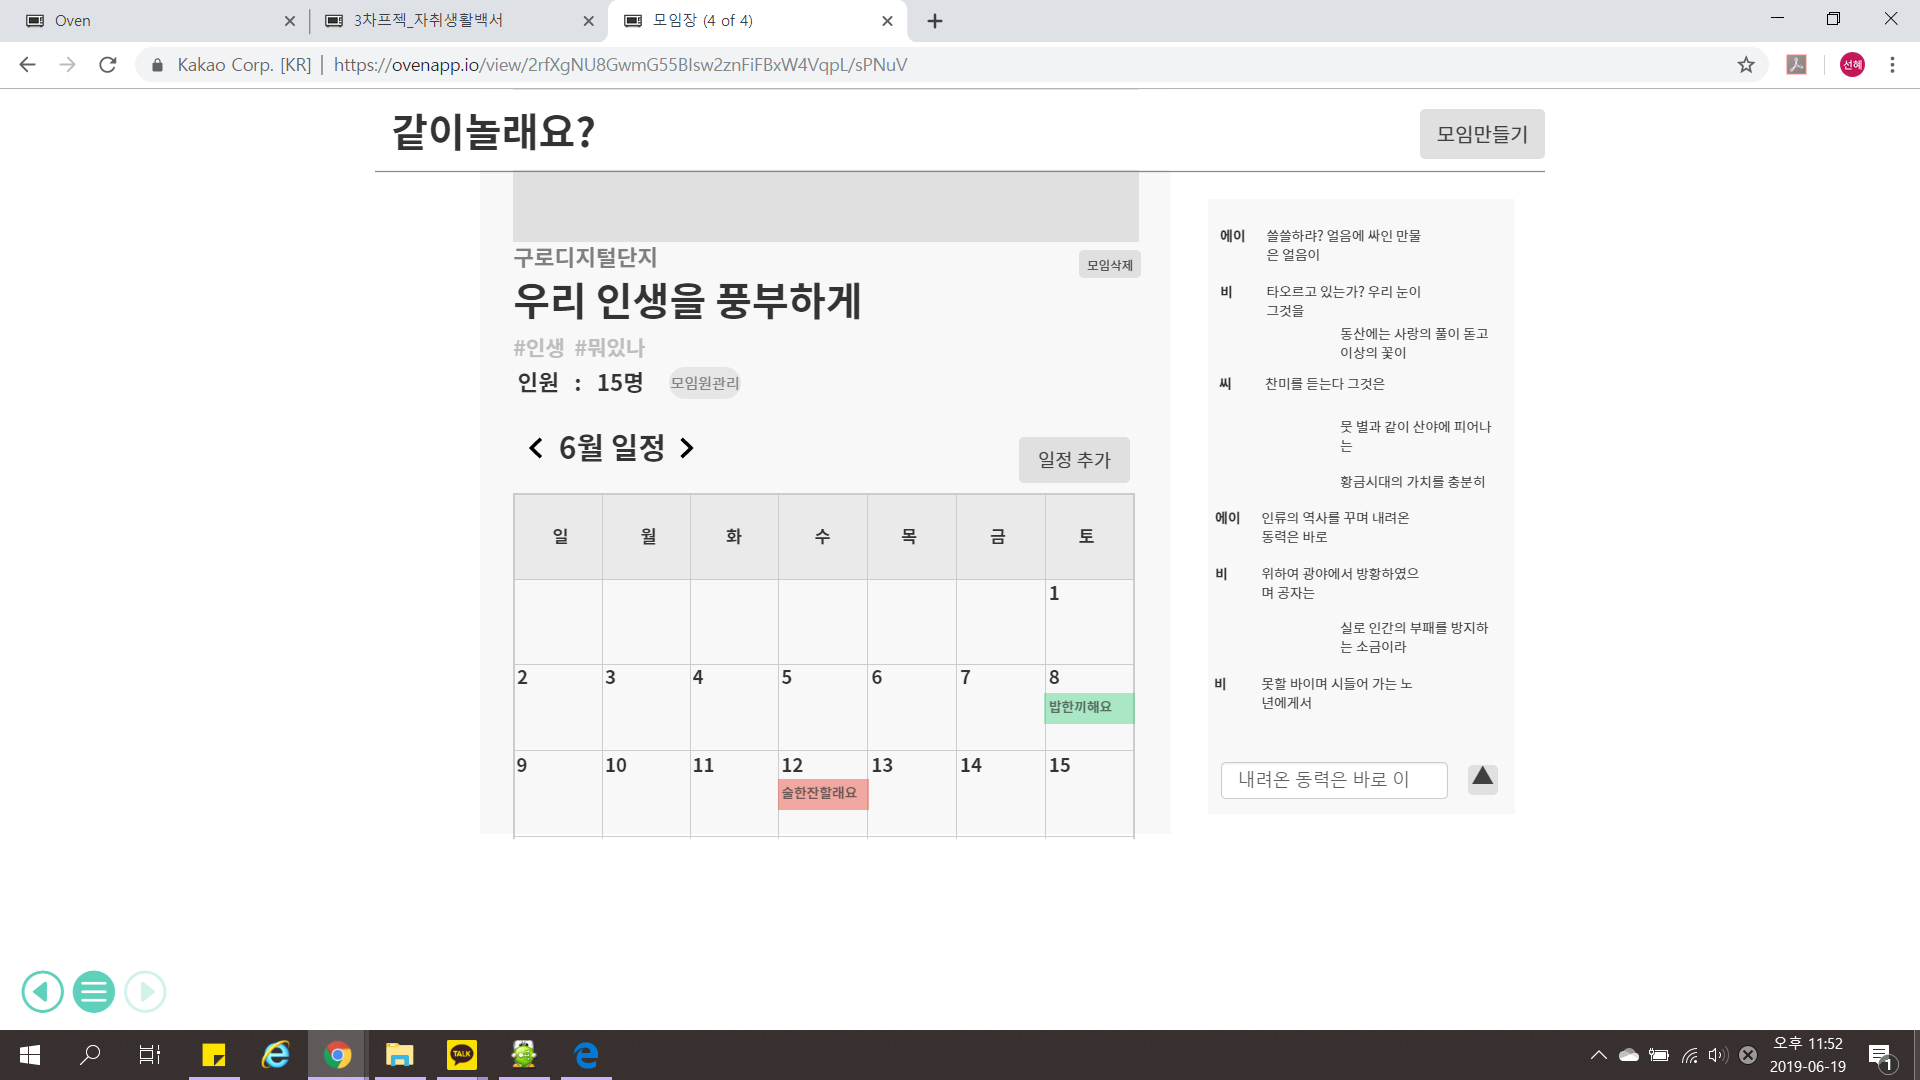 Oven
3차프젝_자취생활백서
모임장 (4 of 4)
Kakao Corp. [KR] | https://ovenapp.io/view/2rfXgNU8GwmG55BIsw2znFiFBxW4VqpL/sPNuV
선혜
같이놀래요?
모임만들기
구로디지털단지
모임삭제
우리 인생을 풍부하게
#인생 #뭐있나
인원 : 15명
모임원관리
6월 일정
일정 추가
일 월 화 수 목 금 토
1
2 3 4 5 6 7 8
밥한끼해요
9 10 11 12 13 14 15
술한잔할래요
에이 쓸쓸하랴? 얼음에 싸인 만물
은 얼음이
비 타오르고 있는가? 우리 눈이
그것을
동산에는 사랑의 풀이 돋고
이상의 꽃이
씨 찬미를 듣는다 그것은
뭇 별과 같이 산야에 피어나
는
황금시대의 가치를 충분히
에이 인류의 역사를 꾸며 내려온
동력은 바로
비 위하여 광야에서 방황하였으
며 공자는
실로 인간의 부패를 방지하
는 소금이라
비 못할 바이며 시들어 가는 노
년에게서
내려온 동력은 바로 이
TALK
오후 11:52
2019-06-19
1